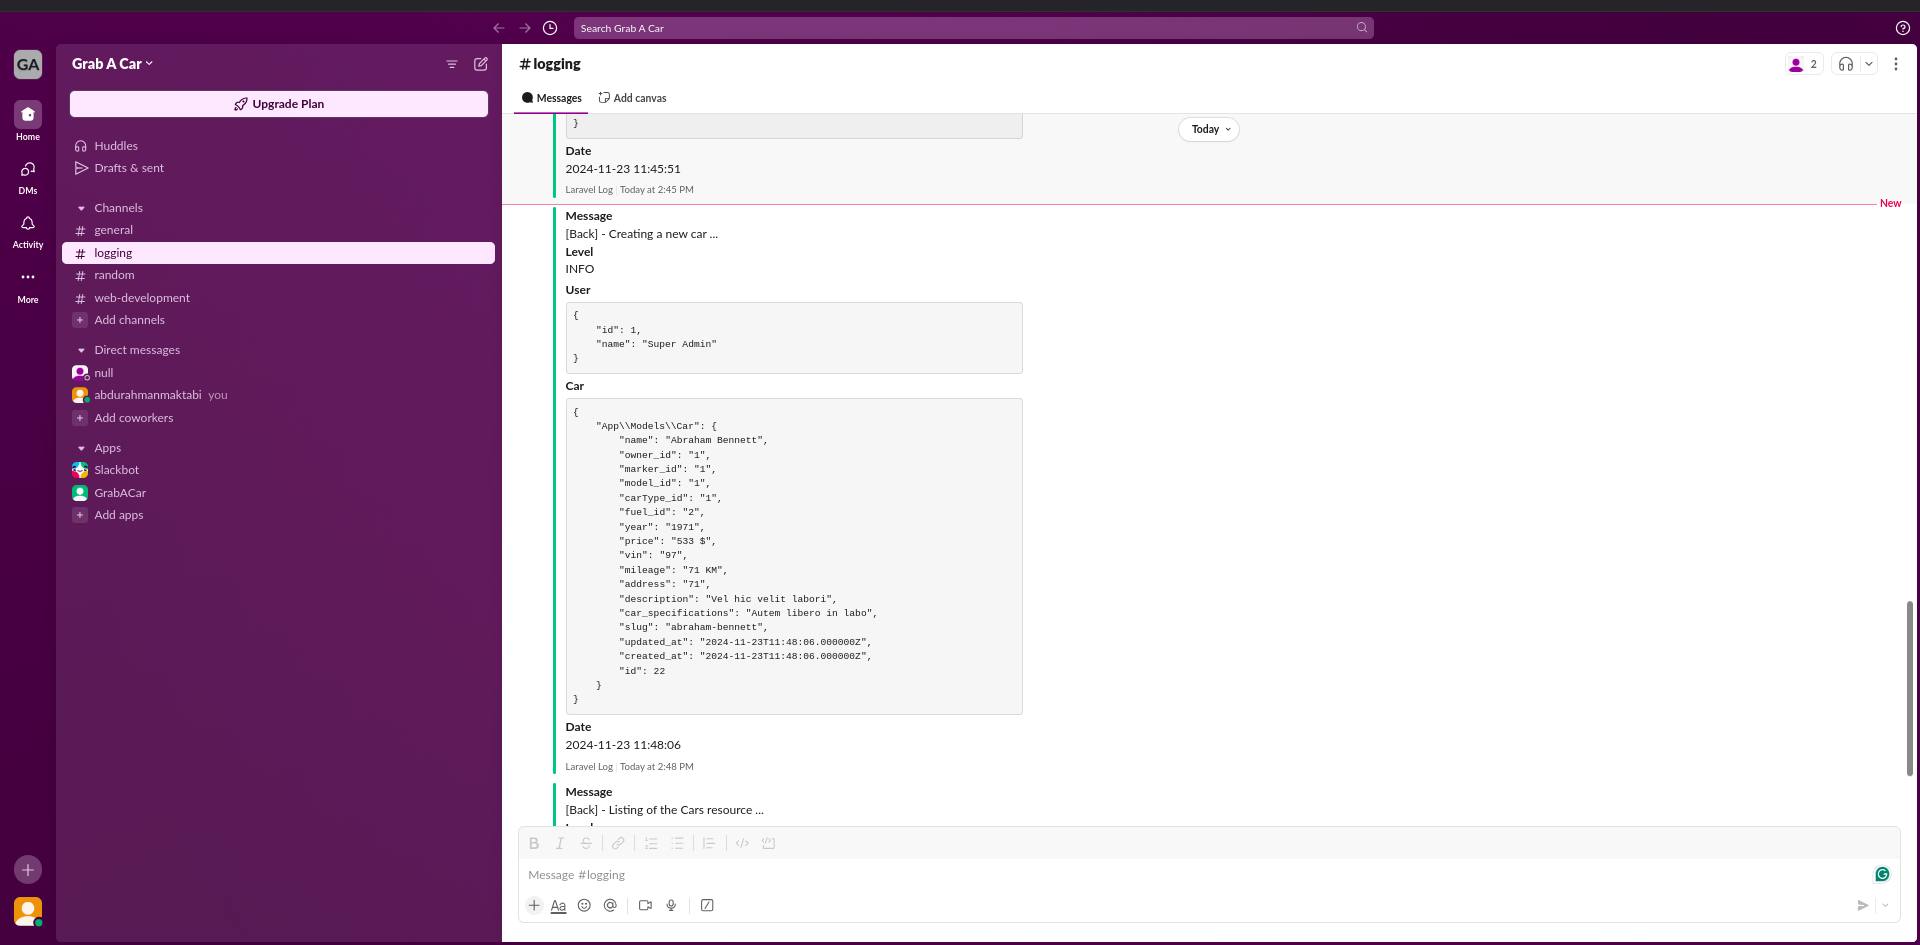 Search Grab A Car
GA
Grab A Car
Upgrade Plan
Home
DMs
Activity
More
Huddles
Drafts & sent
Channels
# general
# logging
# random
# web-development
+ Add channels
Direct messages
null
abdurahmanmaktabi you
+ Add coworkers
Apps
Slackbot
GrabACar
+ Add apps
# logging
2
Messages
Add canvas
Today
}
Date
2024-11-23 11:45:51
Laravel Log | Today at 2:45 PM
New
Message
[Back] - Creating a new car ...
Level
INFO
User
{
"id": 1,
"name": "Super Admin"
}
Car
{
"App\\Models\\Car": {
"name": "Abraham Bennett",
"owner_id": "1",
"marker_id": "1",
"model_id": "1",
"carType_id": "1",
"fuel_id": "2",
"year": "1971",
"price": "533 $",
"vin": "97",
"mileage": "71 KM",
"address": "71",
"description": "Vel hic velit labori",
"car_specifications": "Autem libero in labo",
"slug": "abraham-bennett",
"updated_at": "2024-11-23T11:48:06.000000Z",
"created_at": "2024-11-23T11:48:06.000000Z",
"id": 22
}
}
Date
2024-11-23 11:48:06
Laravel Log | Today at 2:48 PM
Message
[Back] - Listing of the Cars resource ...
Message #logging
Aa